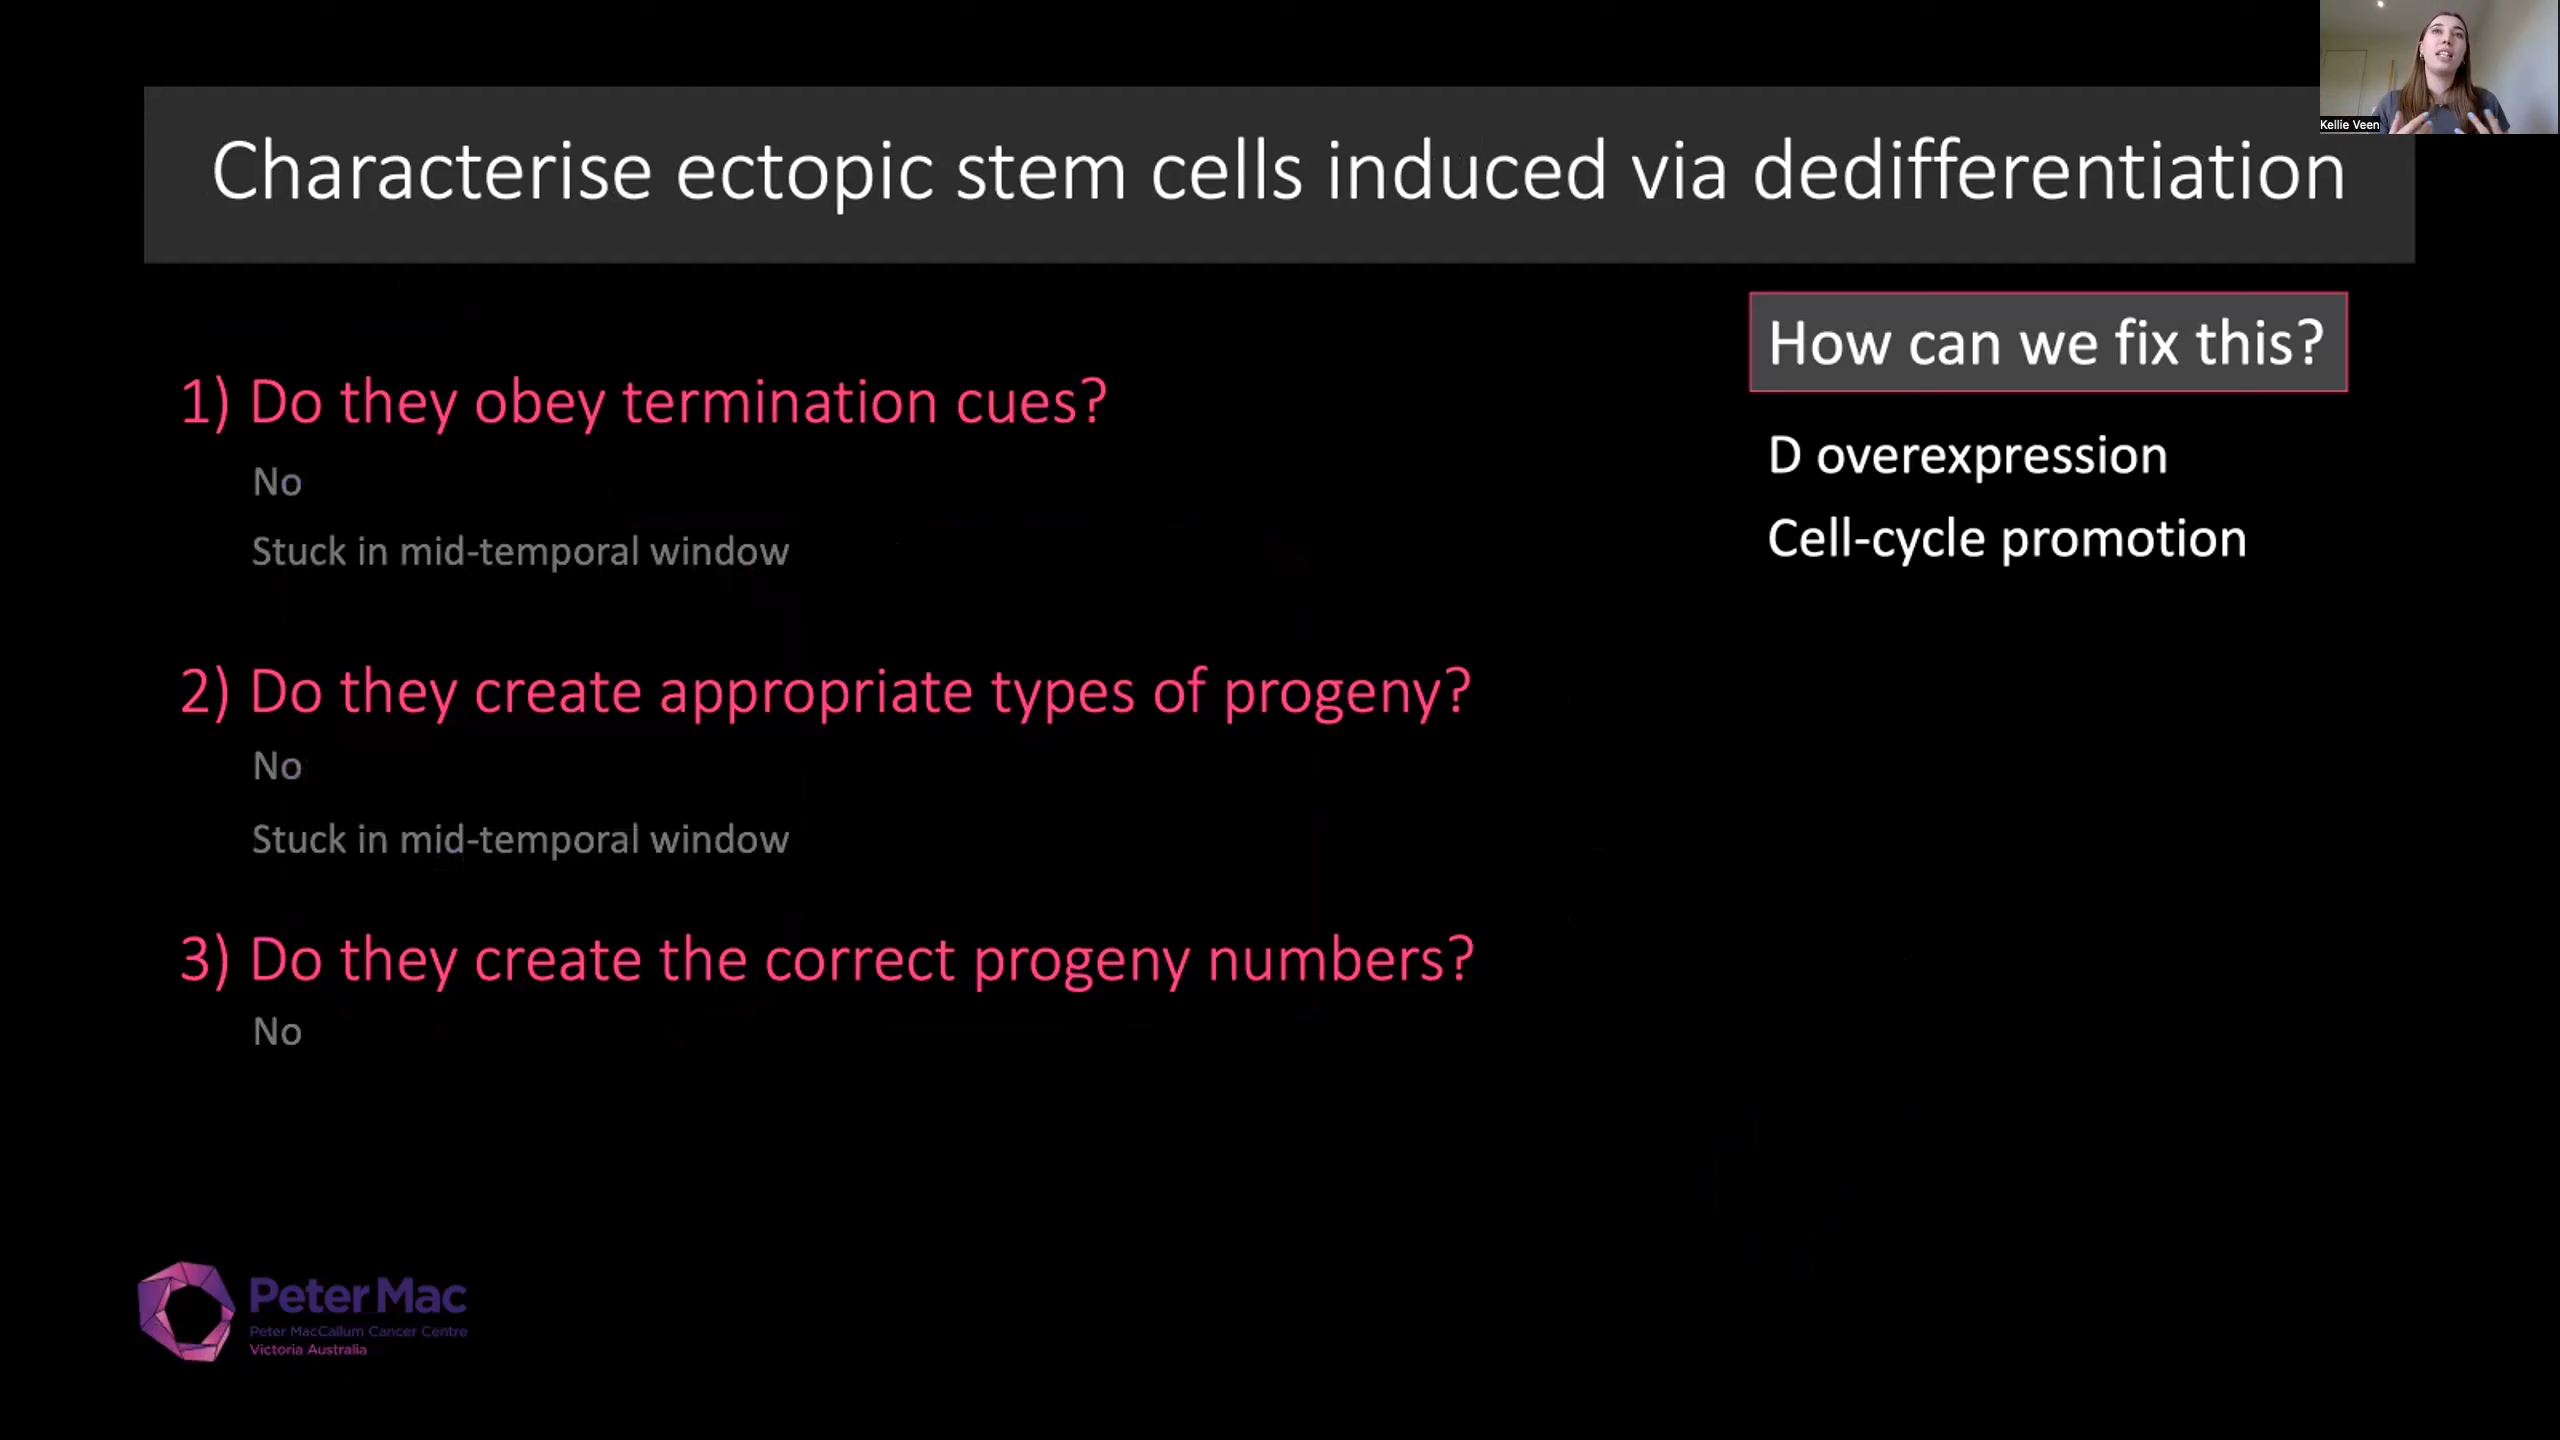 Kellie Veen
Characterise ectopic stem cells induced via dedifferentiation
How can we fix this?
D overexpression
Cell-cycle promotion
1) Do they obey termination cues?
No
Stuck in mid-temporal window
2) Do they create appropriate types of progeny?
No
Stuck in mid-temporal window
3) Do they create the correct progeny numbers?
No
Peter Mac
Peter MacCallum Cancer Centre
Victoria Australia